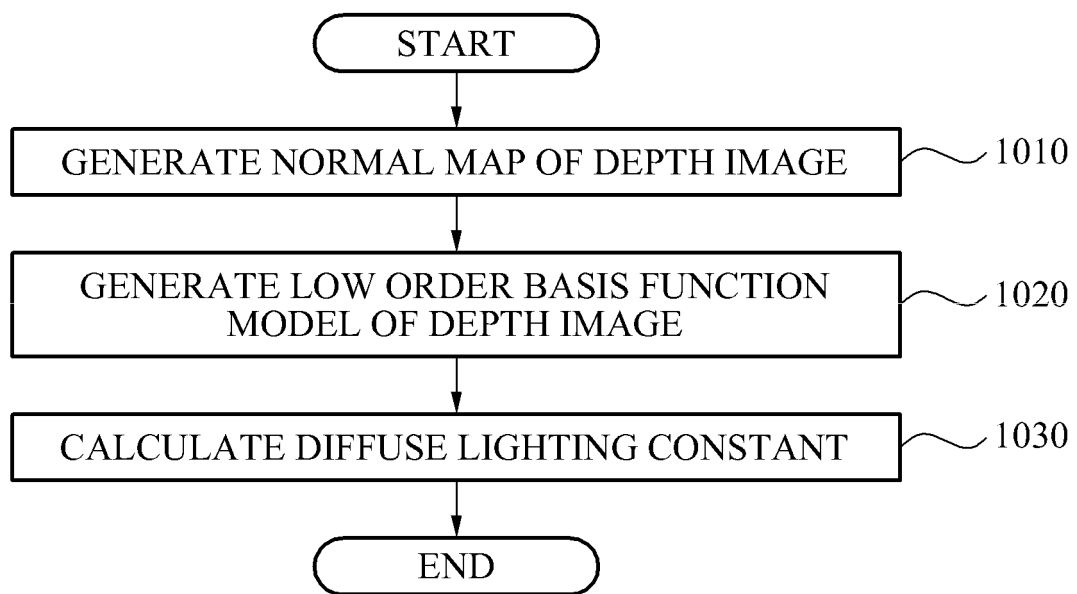 START
GENERATE NORMAL MAP OF DEPTH IMAGE
1010
GENERATE LOW ORDER BASIS FUNCTION
MODEL OF DEPTH IMAGE
1020
CALCULATE DIFFUSE LIGHTING CONSTANT
1030
END